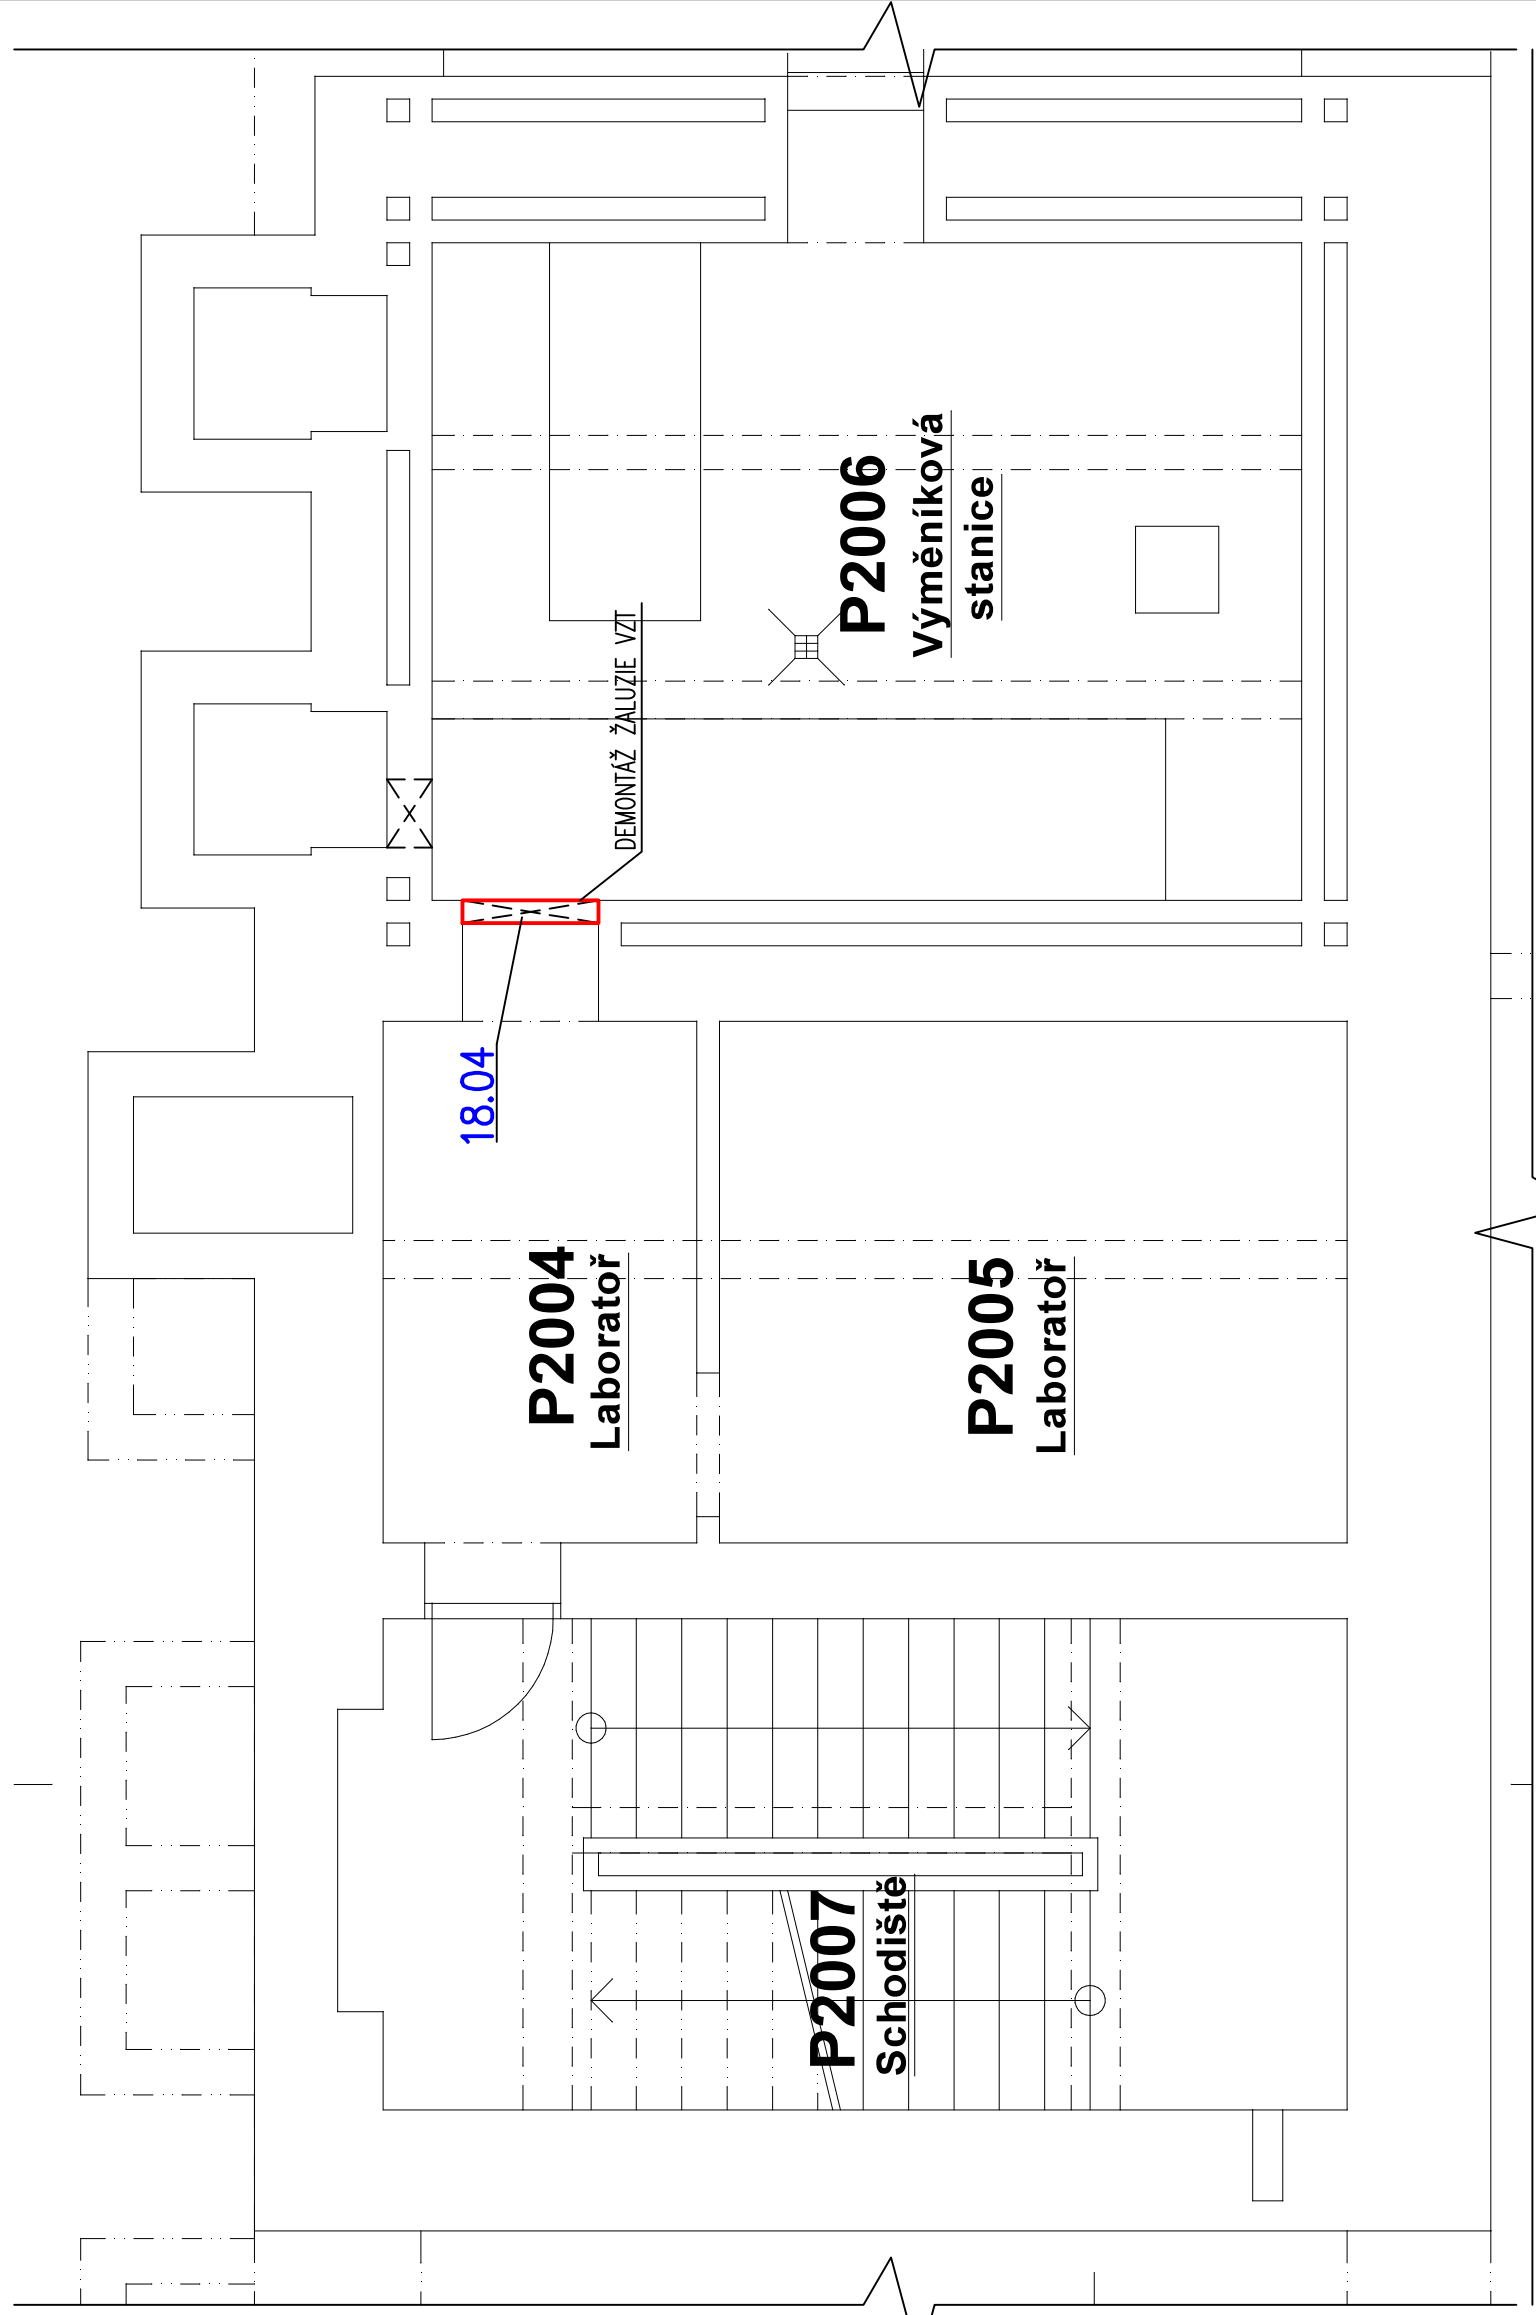 P2006
Výměníková
stanice
DEMONTÁŽ ŽALUZIE VZT
18.04
P2004
Laboratoř
P2005
Laboratoř
P2007
Schodiště